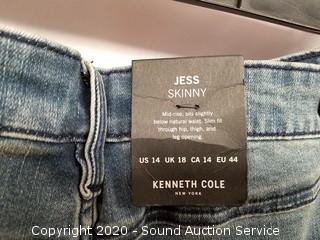 JESS
SKINNY
Mid-rise, sits slightly
below natural waist. Slim fit
through hip, thigh, and
leg opening.
US 14 UK 18 CA 14 EU 44
KENNETH COLE
NEW YORK
Copyright 2020 - Sound Auction Service